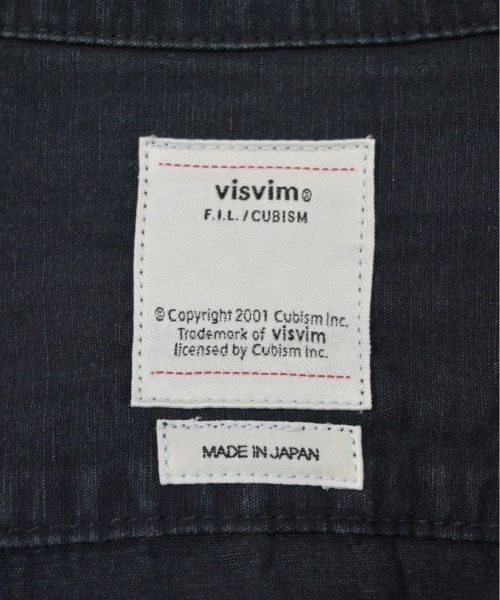 visvim®
F.I.L./CUBISM
© Copyright 2001 Cubism Inc.
Trademark of visvim
licensed by Cubism Inc.
MADE IN JAPAN